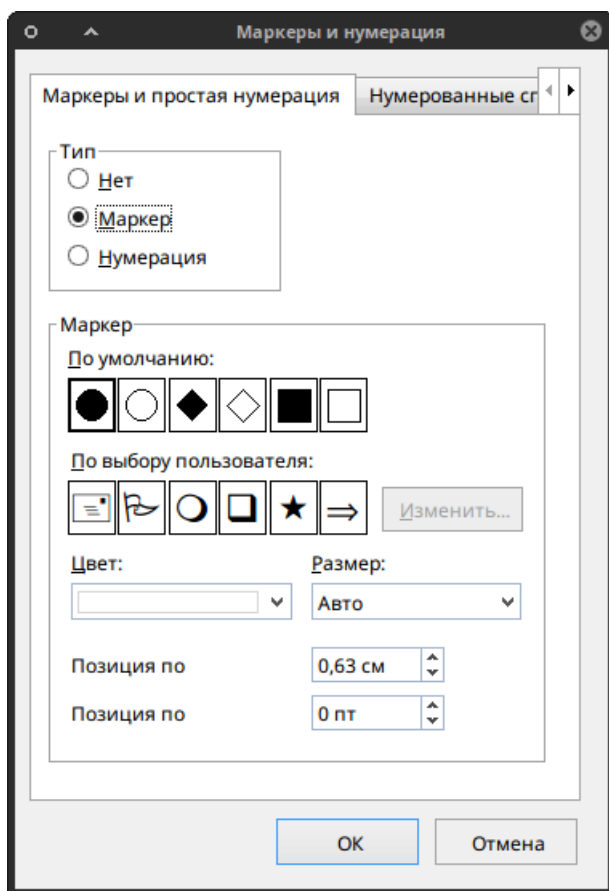 Маркеры и нумерация
Маркеры и простая нумерация Нумерованные сп
Тип
Нет
Маркер
Нумерация
Маркер
По умолчанию:
По выбору пользователя:
Изменить...
Цвет: Размер:
Авто
Позиция по 0,63 см
Позиция по 0 пт
ОК Отмена